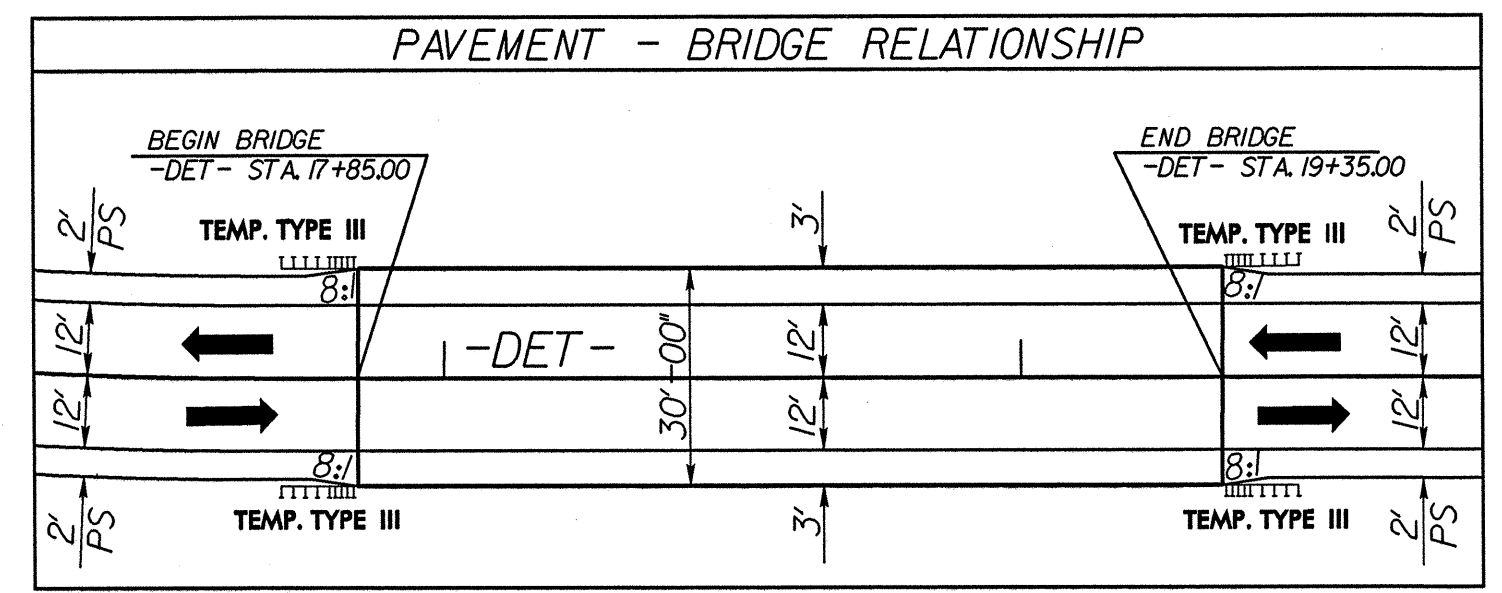 PAVEMENT - BRIDGE RELATIONSHIP
BEGIN BRIDGE
-DET- STA. 17+85.00
END BRIDGE
-DET- STA. 19+35.00
2'
PS
TEMP. TYPE III
3'
TEMP. TYPE III
2'
PS
8:1
8:1
12'
-DET-
30'-00"
12'
12'
12'
12'
12'
8:1
8:1
TEMP. TYPE III
TEMP. TYPE III
2'
PS
3'
2'
PS